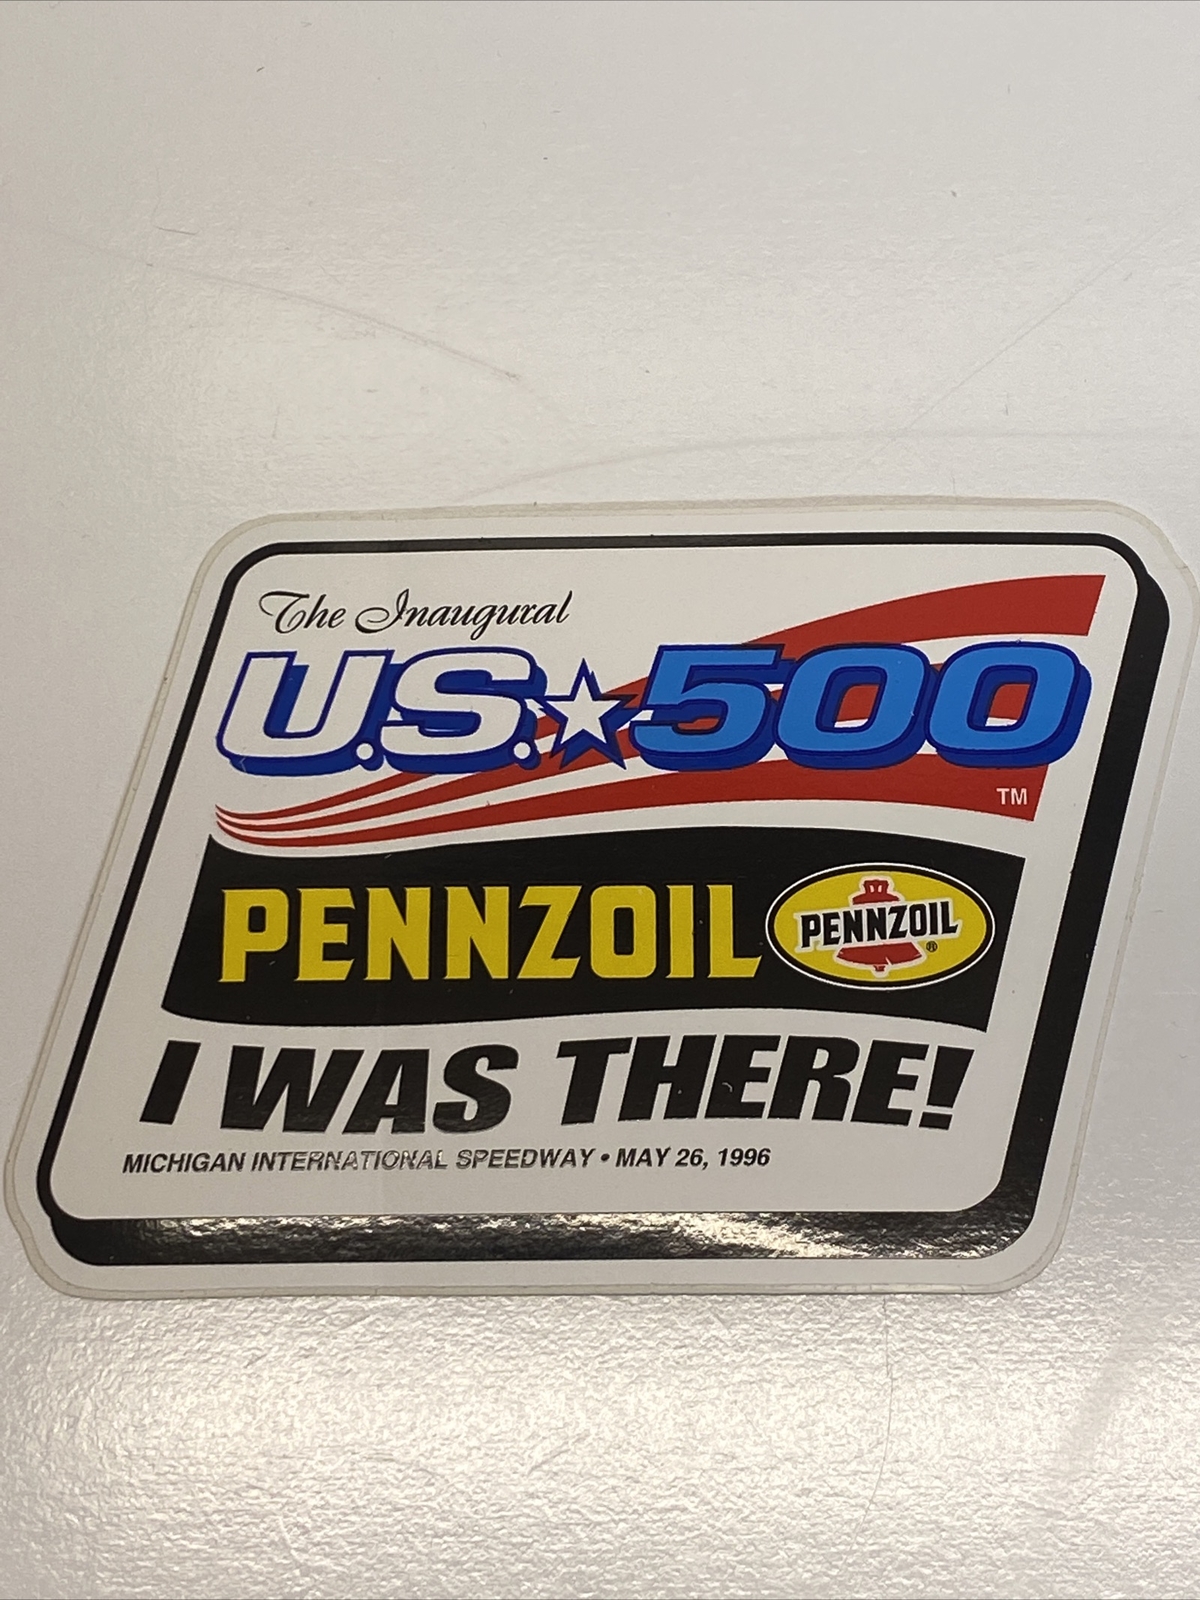 The Inaugural
U.S.★500
TM
PENNZOIL
PENNZOIL
®
I WAS THERE!
MICHIGAN INTERNATIONAL SPEEDWAY • MAY 26, 1996